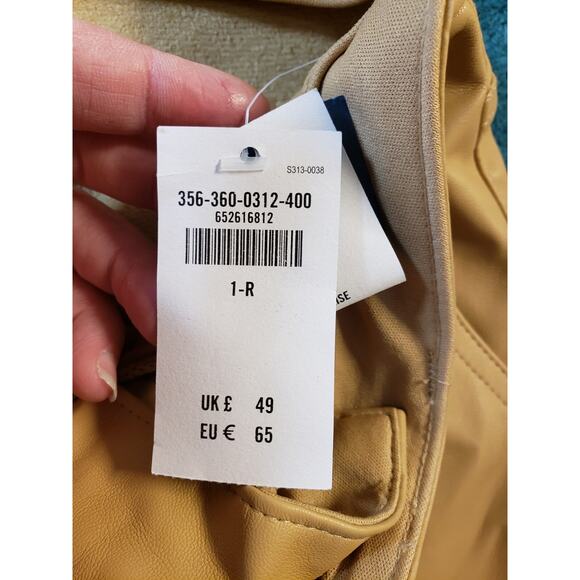 S313-0038
356-360-0312-400
652616812
1-R
UK £ 49
EU € 65